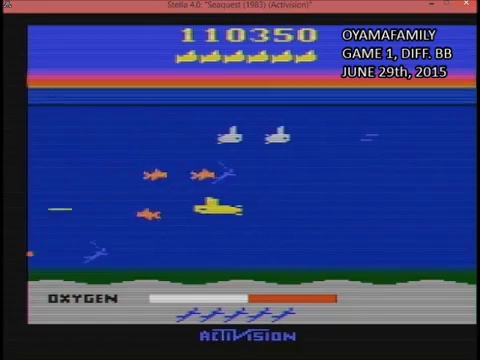 Stella 4.0: "Seaquest (1983) (Activision)"
110350
OYAMAFAMILY
GAME 1, DIFF. BB
JUNE 29th, 2015
OXYGEN
ACTIVISION